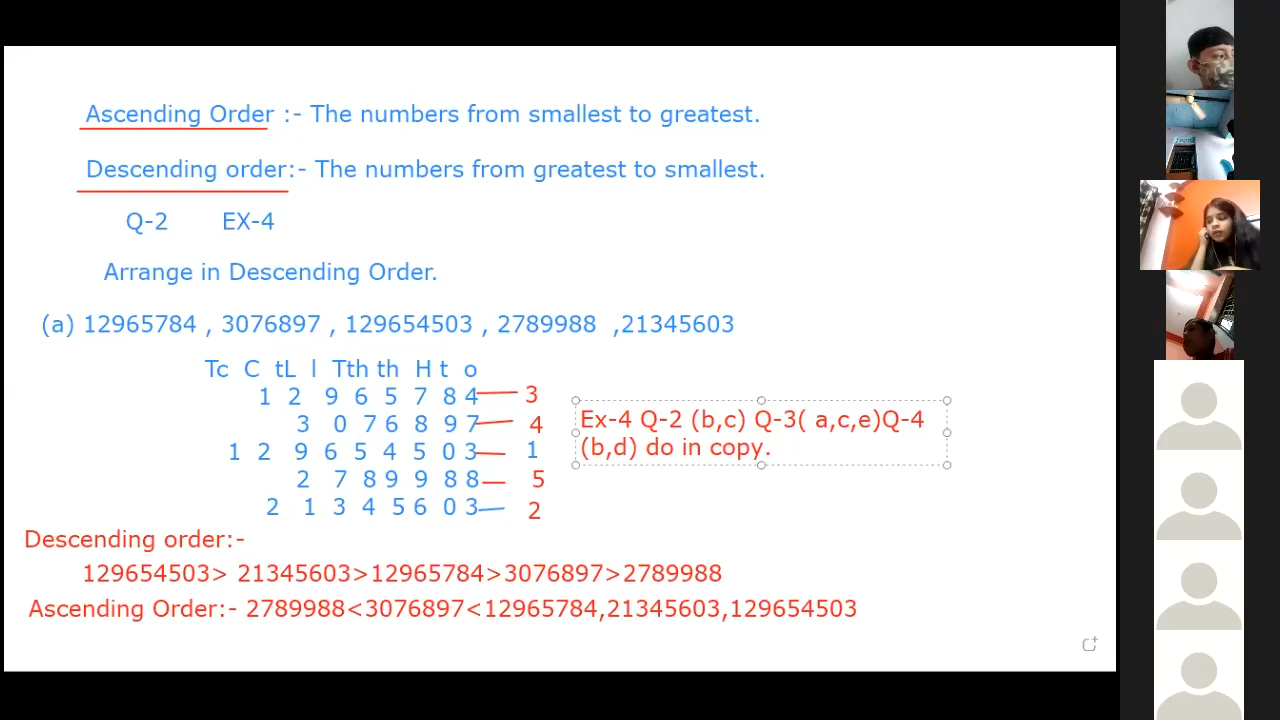 Ascending Order :- The numbers from smallest to greatest.
Descending order:- The numbers from greatest to smallest.
Q-2 EX-4
Arrange in Descending Order.
(a) 12965784 , 3076897 , 129654503 , 2789988 ,21345603
Tc C tL l Tth th H t o
1 2 9 6 5 7 8 4 3
3 0 7 6 8 9 7 4
1 2 9 6 5 4 5 0 3 1
2 7 8 9 9 8 8 5
2 1 3 4 5 6 0 3 2
Ex-4 Q-2 (b,c) Q-3( a,c,e)Q-4
(b,d) do in copy.
Descending order:-
129654503> 21345603>12965784>3076897>2789988
Ascending Order:- 2789988<3076897<12965784,21345603,129654503